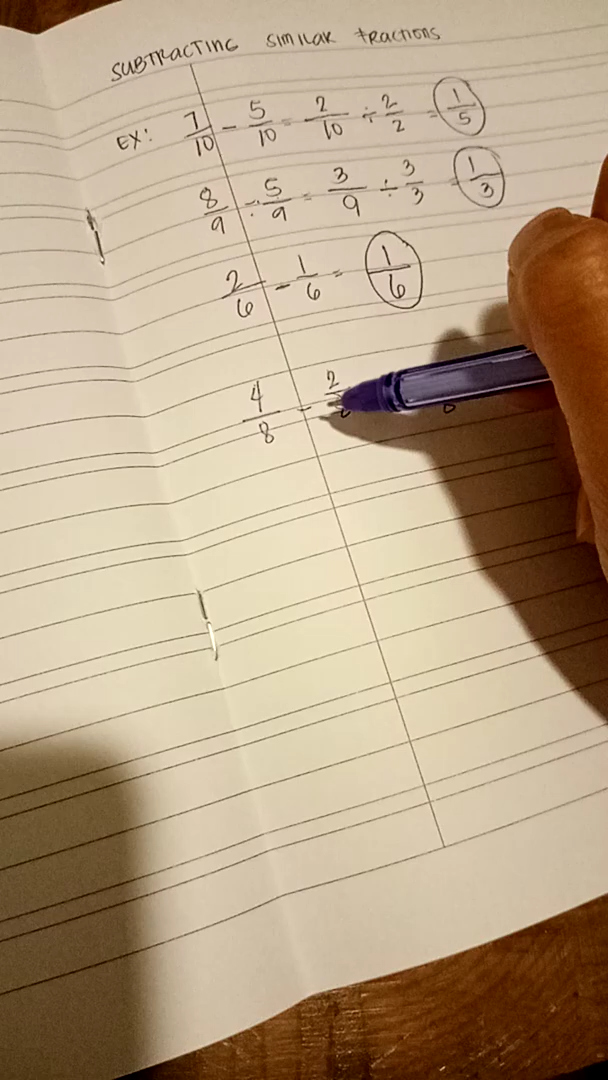 SUBTRACTING SIMILAR fractions
EX: 7/10 - 5/10 = 2/10 ÷ 2/2 = 1/5
8/9 - 5/9 = 3/9 ÷ 3/3 = 1/3
2/6 - 1/6 = 1/6
4/8 - 2